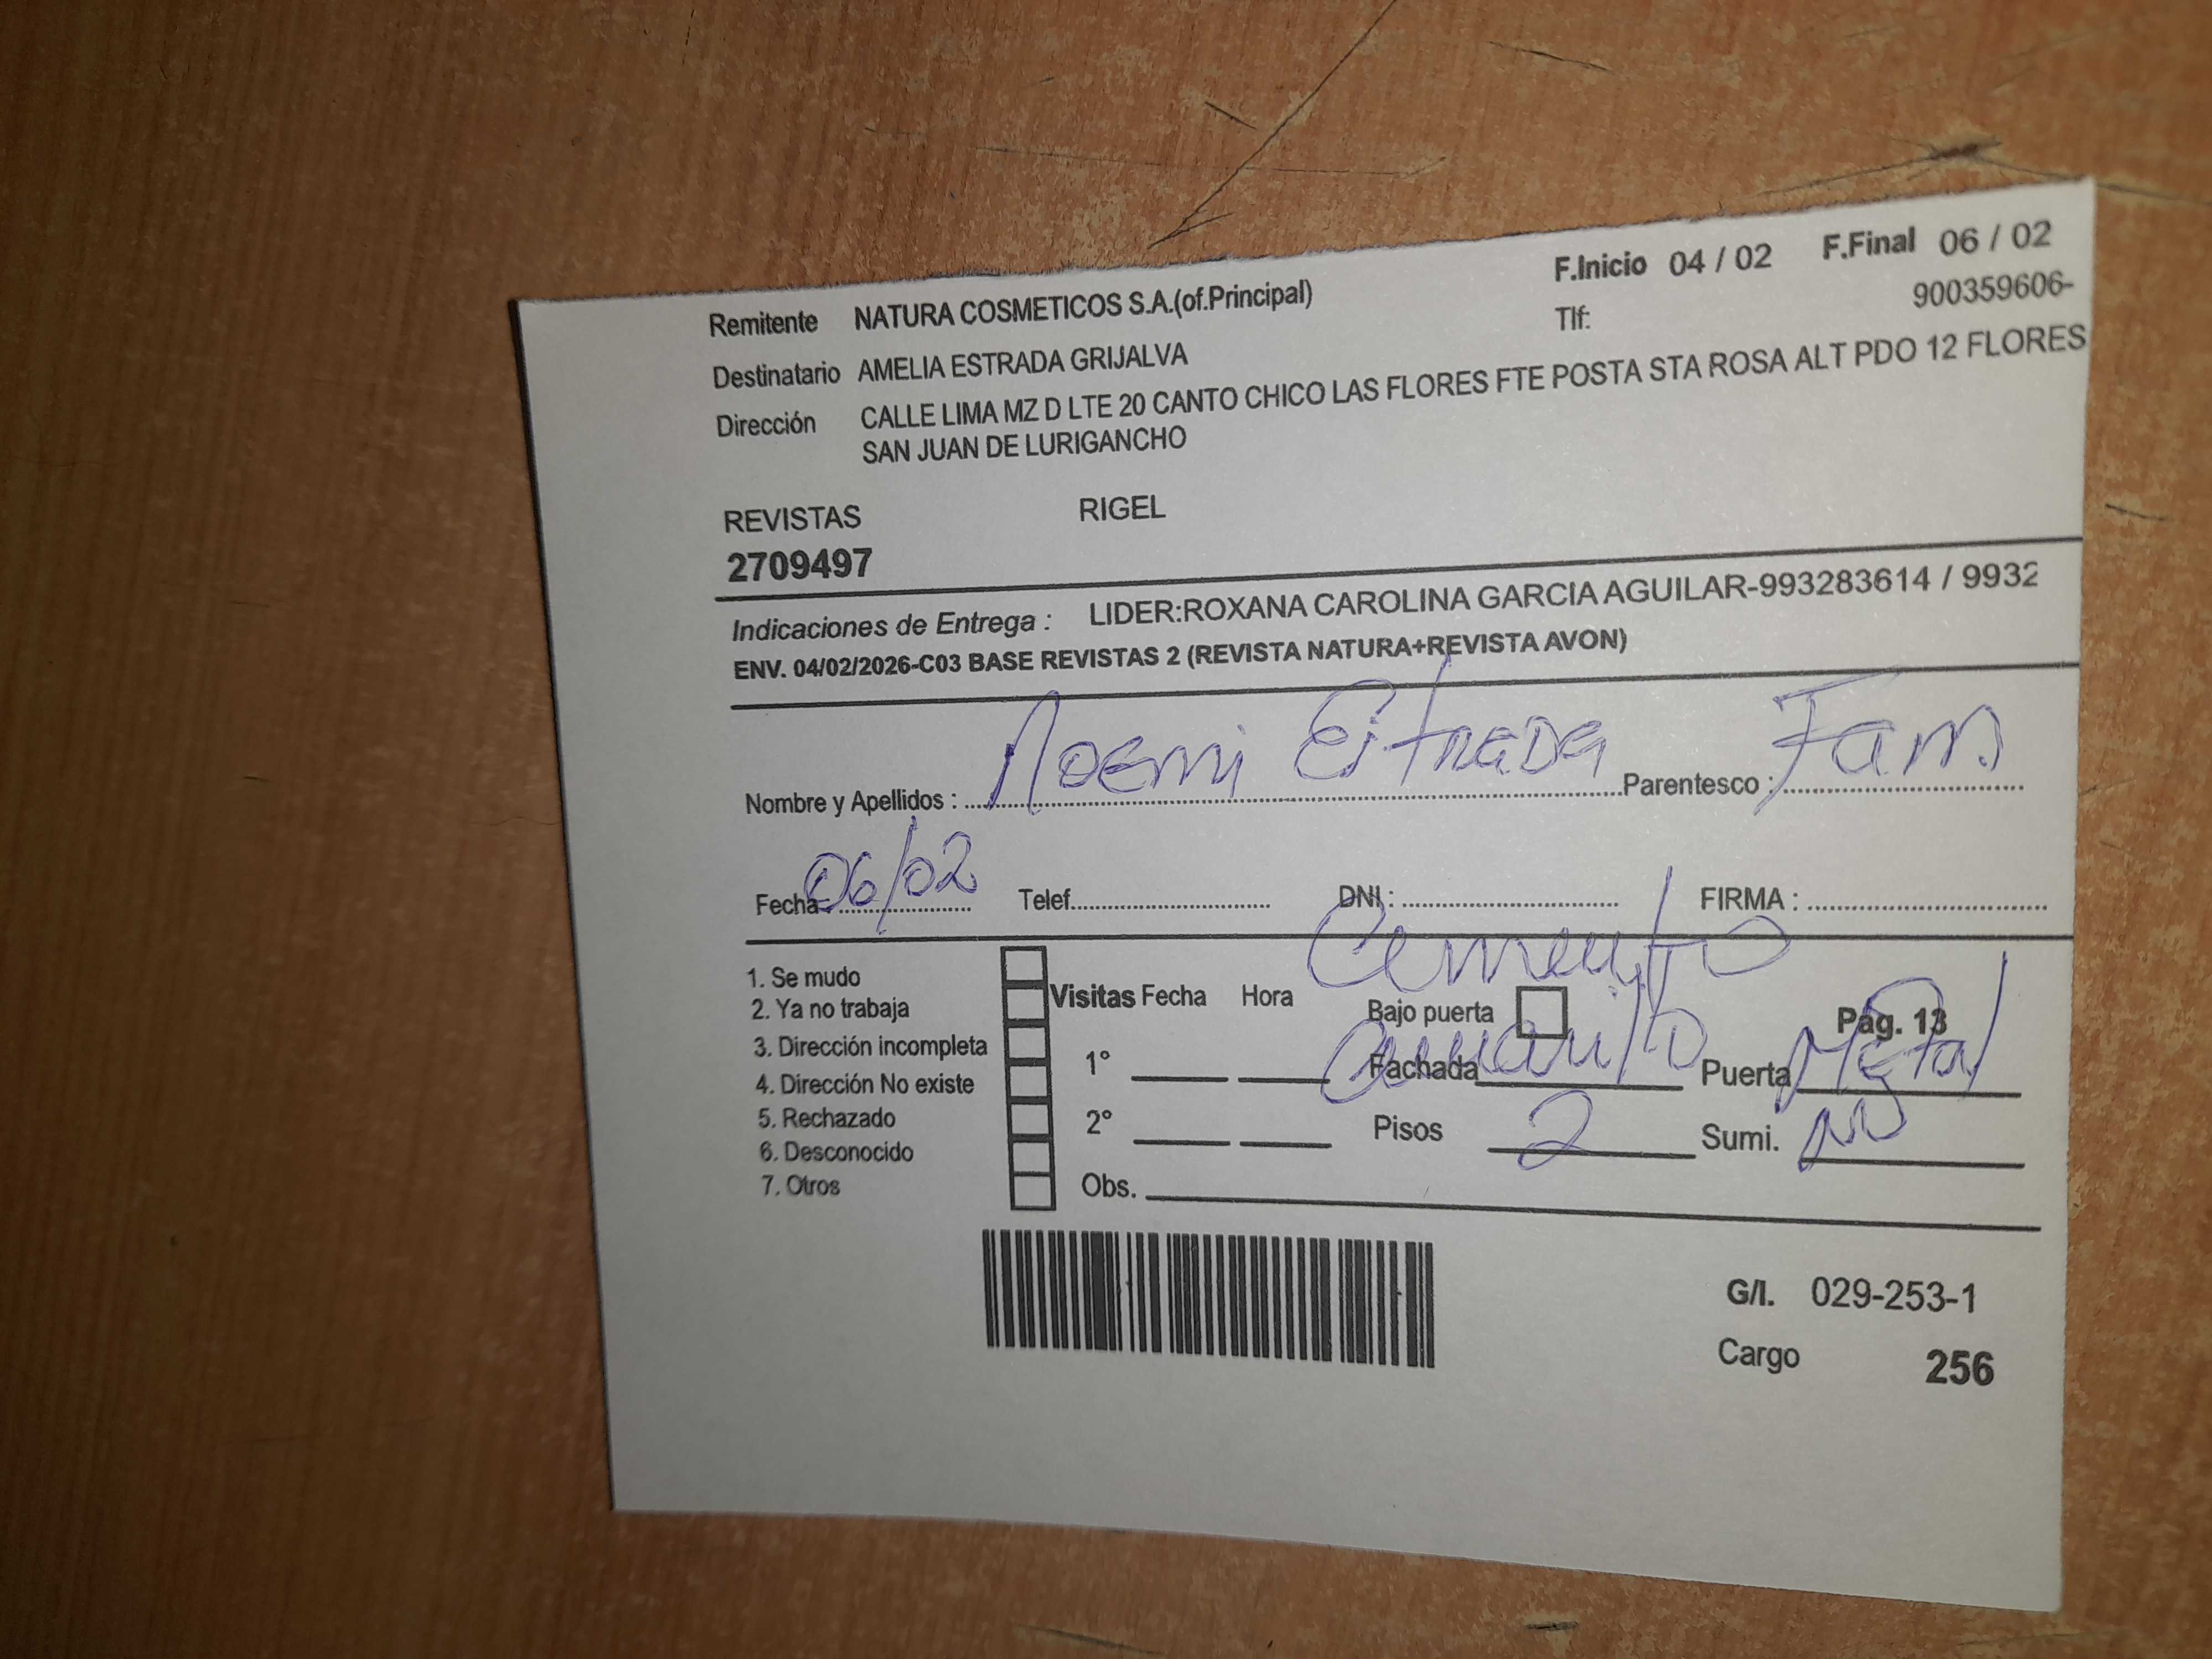 F.Inicio 04 / 02 F.Final 06 / 02
Remitente NATURA COSMETICOS S.A.(of.Principal) Tlf: 900359606-
Destinatario AMELIA ESTRADA GRIJALVA
Dirección CALLE LIMA MZ D LTE 20 CANTO CHICO LAS FLORES FTE POSTA STA ROSA ALT PDO 12 FLORES
SAN JUAN DE LURIGANCHO
REVISTAS RIGEL
2709497
Indicaciones de Entrega : LIDER:ROXANA CAROLINA GARCIA AGUILAR-993283614 / 9932
ENV. 04/02/2026-C03 BASE REVISTAS 2 (REVISTA NATURA+REVISTA AVON)
Nombre y Apellidos : Noemi Estrada Parentesco : Fam.
Fecha 06/02 Telef. DNI : FIRMA :
Cemento
1. Se mudo
2. Ya no trabaja
3. Dirección incompleta
4. Dirección No existe
5. Rechazado
6. Desconocido
7. Otros
Visitas Fecha Hora Bajo puerta Pag. 13
1° Fachada Amarillo Puerta Metal
2° Pisos 2 Sumi. NO
Obs.
G/I. 029-253-1
Cargo 256